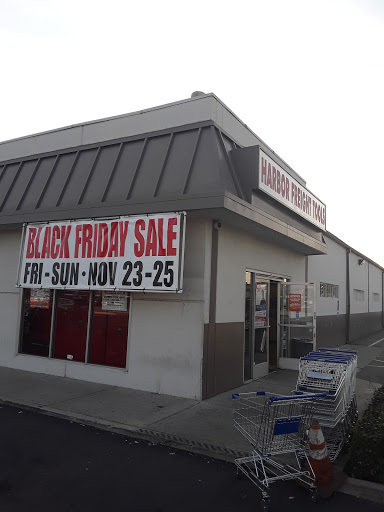 HARBOR FREIGHT TOOLS
BLACK FRIDAY SALE
FRI-SUN·NOV 23-25